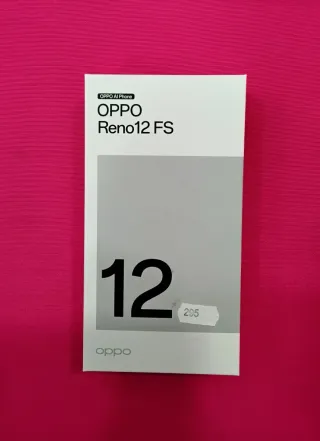 OPPO AI Phone
OPPO
Reno12 FS
12
295
oppo